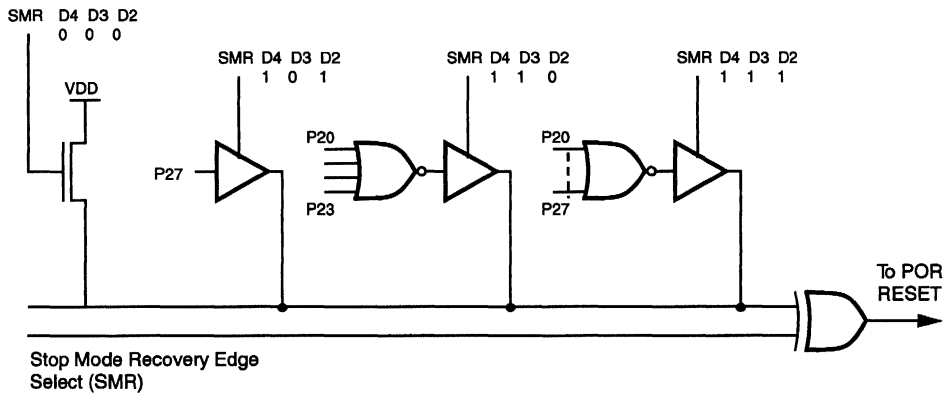 SMR D4 D3 D2
0 0 0
VDD
SMR D4 D3 D2
1 0 1
P27
SMR D4 D3 D2
1 1 0
P20
P23
SMR D4 D3 D2
1 1 1
P20
P27
To POR
RESET
Stop Mode Recovery Edge
Select (SMR)